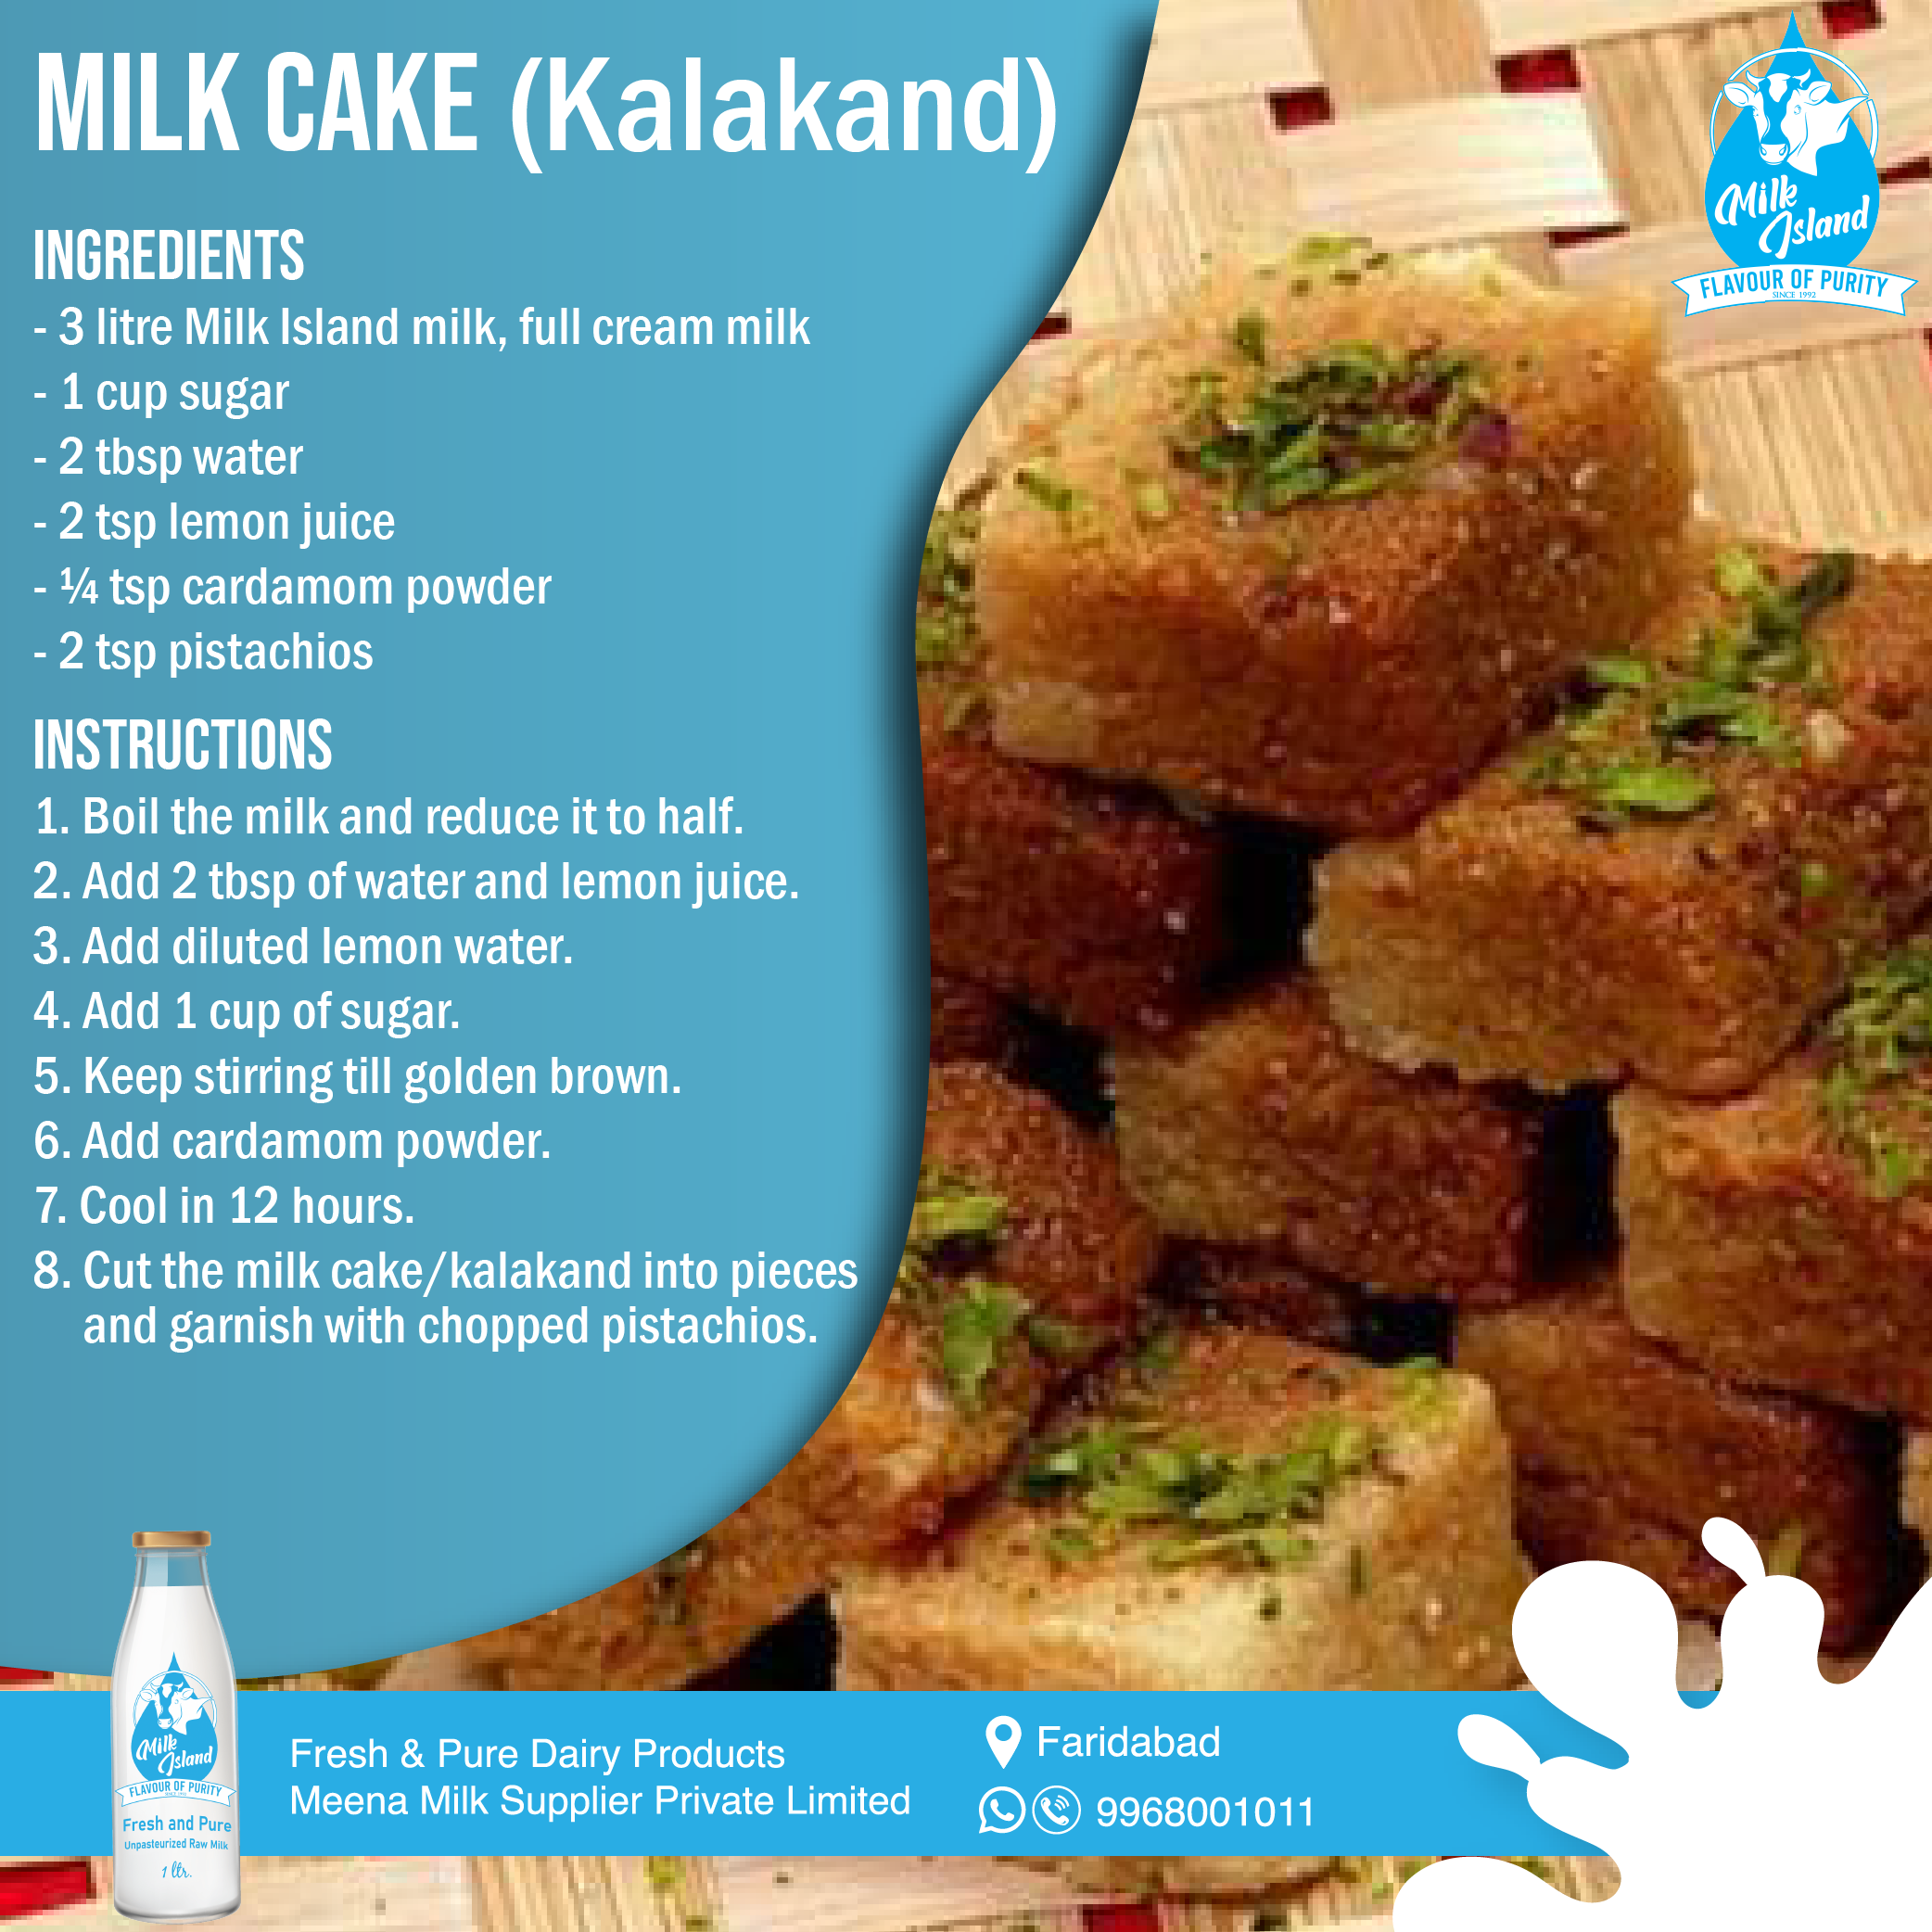 MILK CAKE (Kalakand)
INGREDIENTS
- 3 litre Milk Island milk, full cream milk
- 1 cup sugar
- 2 tbsp water
- 2 tsp lemon juice
- ¼ tsp cardamom powder
- 2 tsp pistachios
INSTRUCTIONS
1. Boil the milk and reduce it to half.
2. Add 2 tbsp of water and lemon juice.
3. Add diluted lemon water.
4. Add 1 cup of sugar.
5. Keep stirring till golden brown.
6. Add cardamom powder.
7. Cool in 12 hours.
8. Cut the milk cake/kalakand into pieces
and garnish with chopped pistachios.
Milk
Island
FLAVOUR OF PURITY
SINCE 1992
Milk
Island
FLAVOUR OF PURITY
SINCE 1992
Fresh and Pure
Unpasteurized Raw Milk
1 ltr.
Fresh & Pure Dairy Products
Meena Milk Supplier Private Limited
Faridabad
9968001011